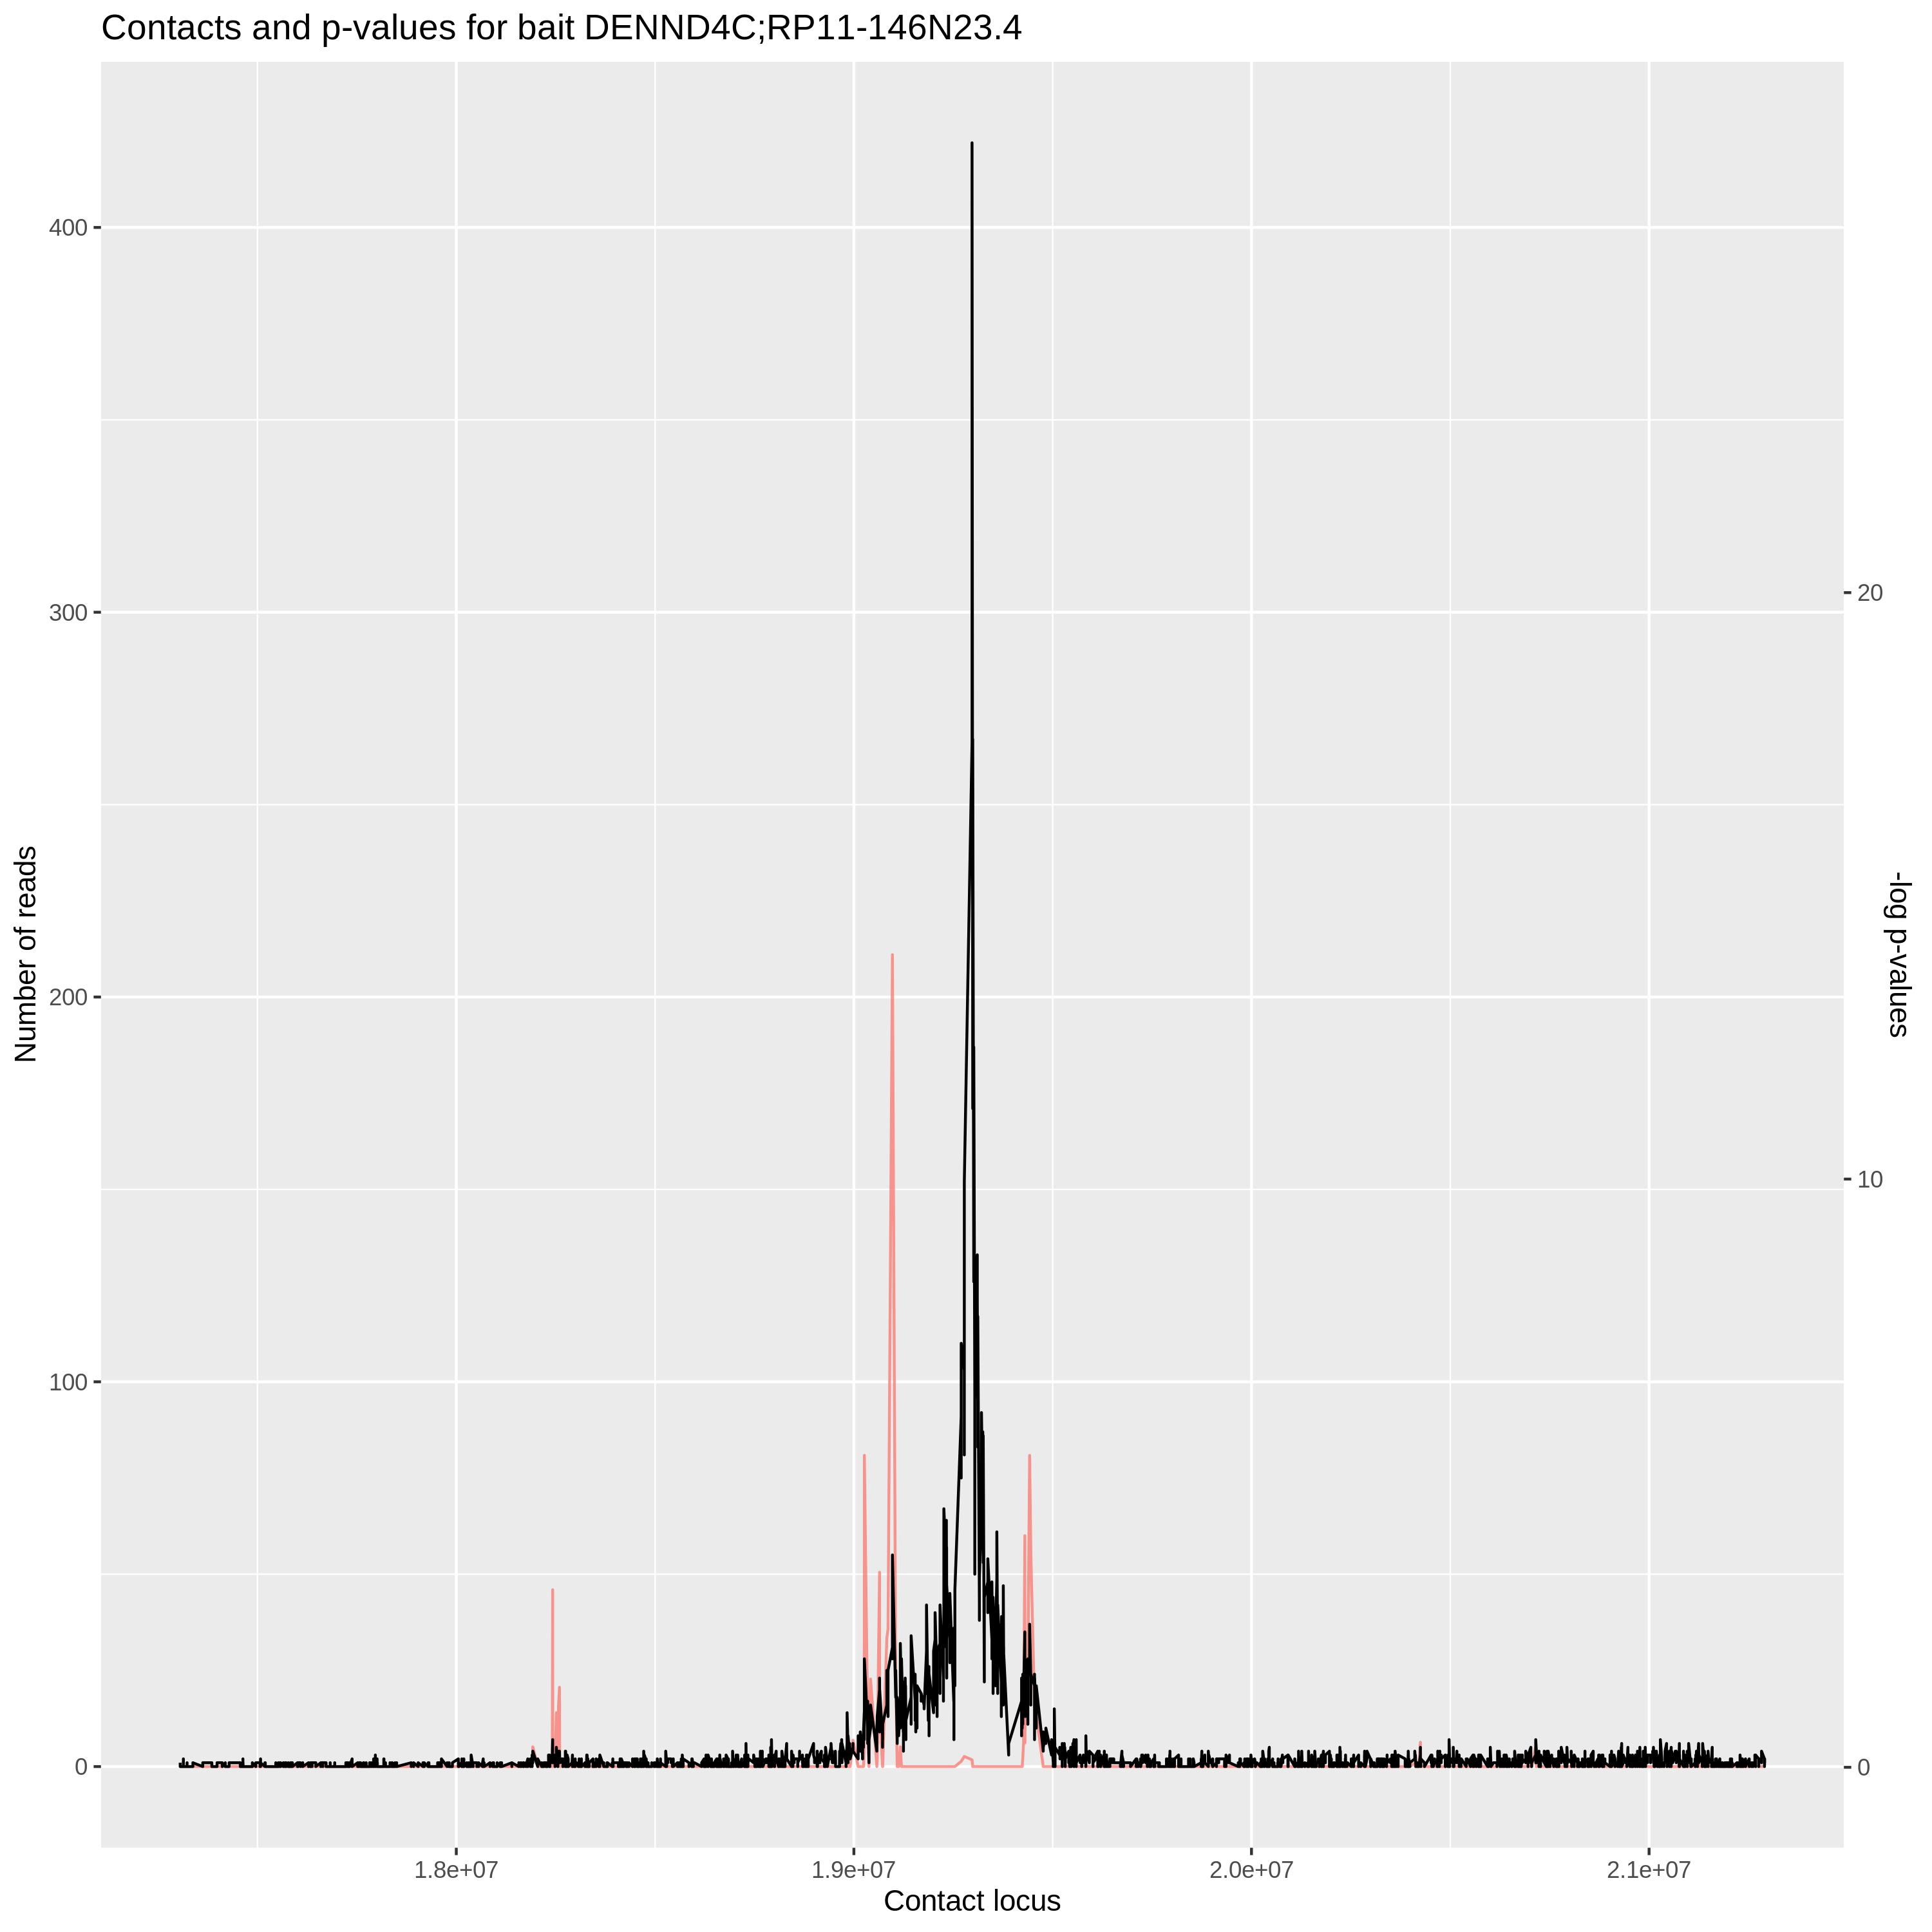 Contacts and p-values for bait DENND4C;RP11-146N23.4
400
300
200
100
0
Number of reads
20
10
0
-log p-values
1.8e+07
1.9e+07
2.0e+07
2.1e+07
Contact locus